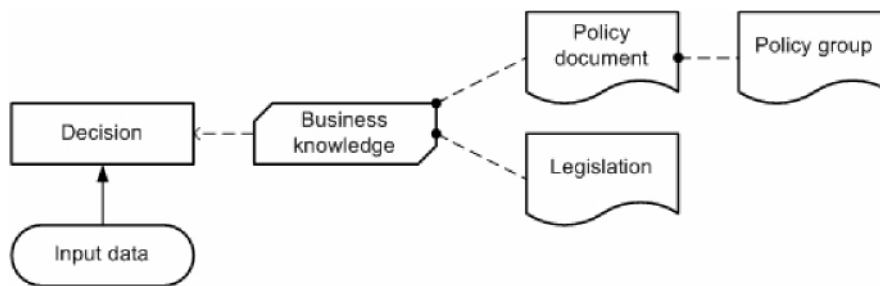 Policy
document
Policy group
Decision
Business
knowledge
Legislation
Input data